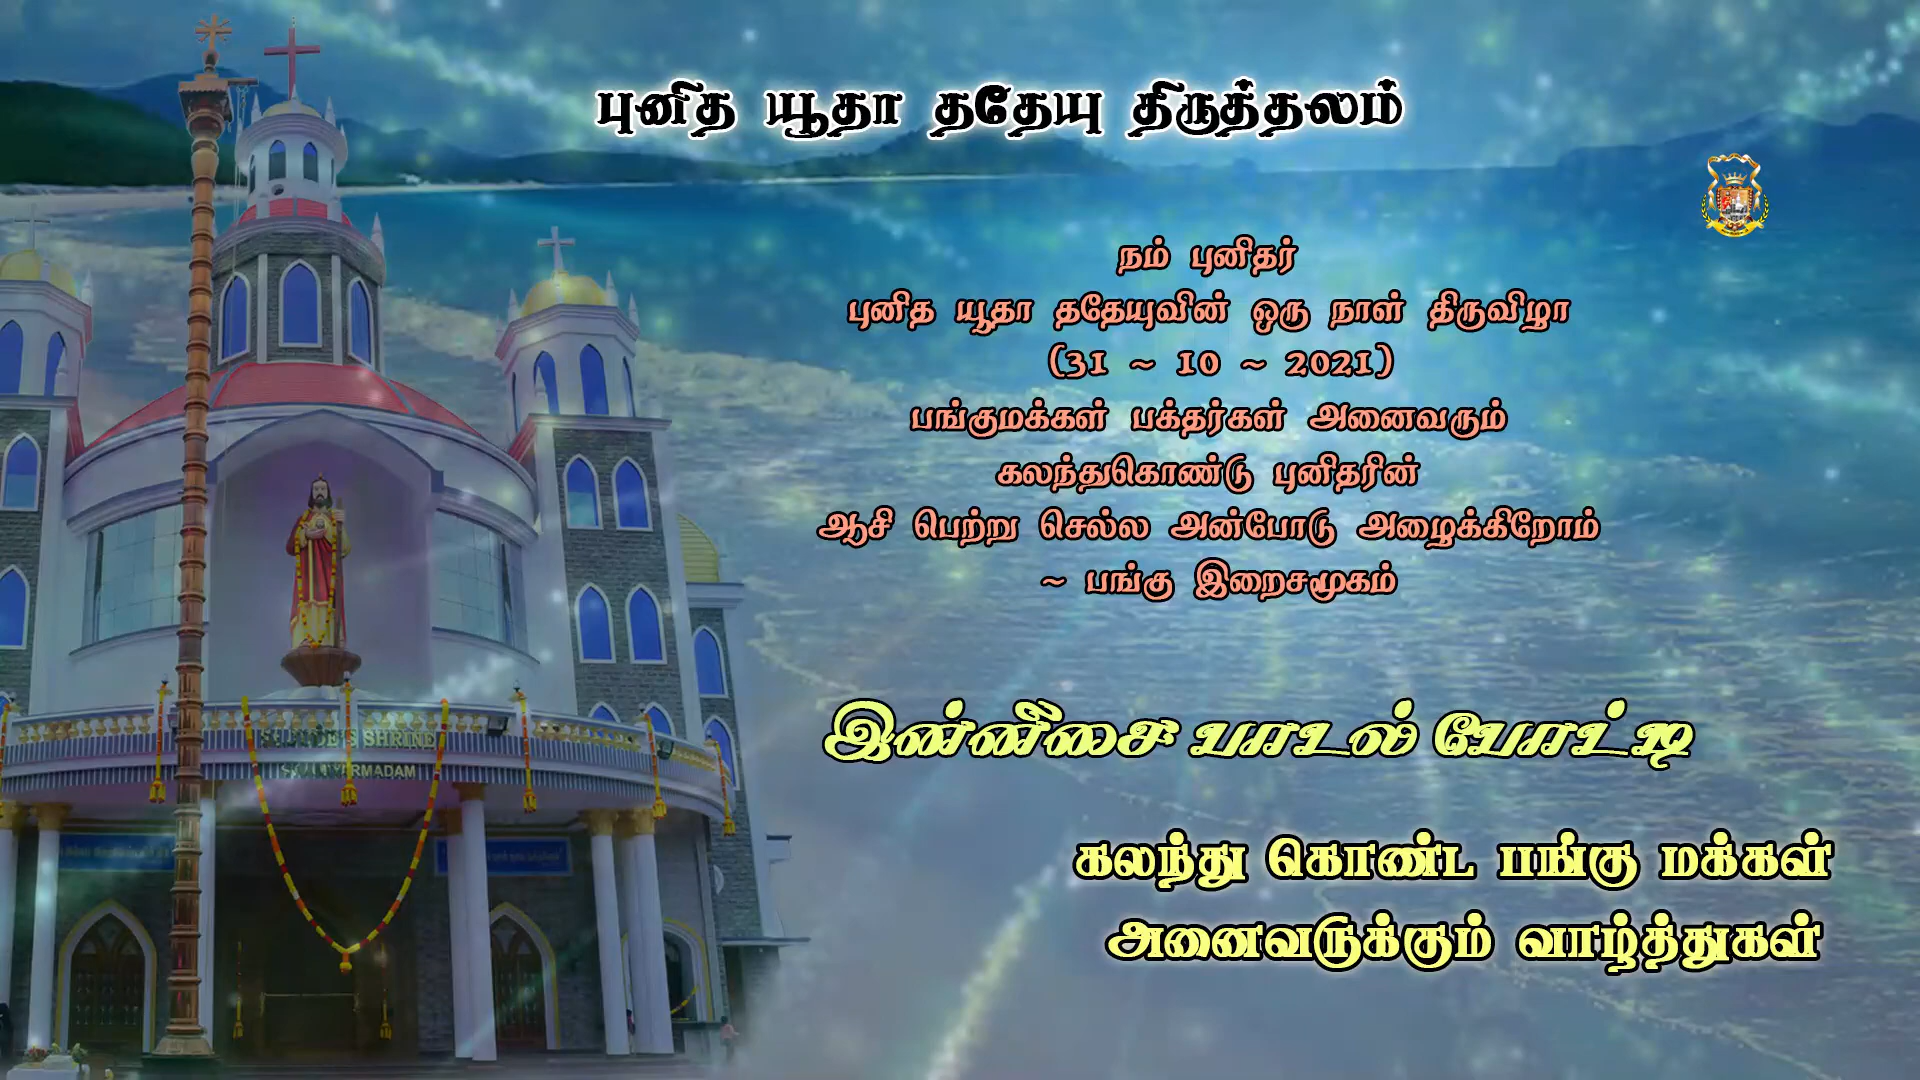 புனித யூதா ததேயு திருத்தலம்
நம் புனிதர்
புனித யூதா ததேயுவின் ஒரு நாள் திருவிழா
(31 ~ 10 ~ 2021)
பங்குமக்கள் பக்தர்கள் அனைவரும்
கலந்துகொண்டு புனிதரின்
ஆசி பெற்று செல்ல அன்போடு அழைக்கிறோம்
~ பங்கு இறைசமூகம்
இன்னிசை பாடல் போட்டி
கலந்து கொண்ட பங்கு மக்கள்
அனைவருக்கும் வாழ்த்துகள்
SHRINE